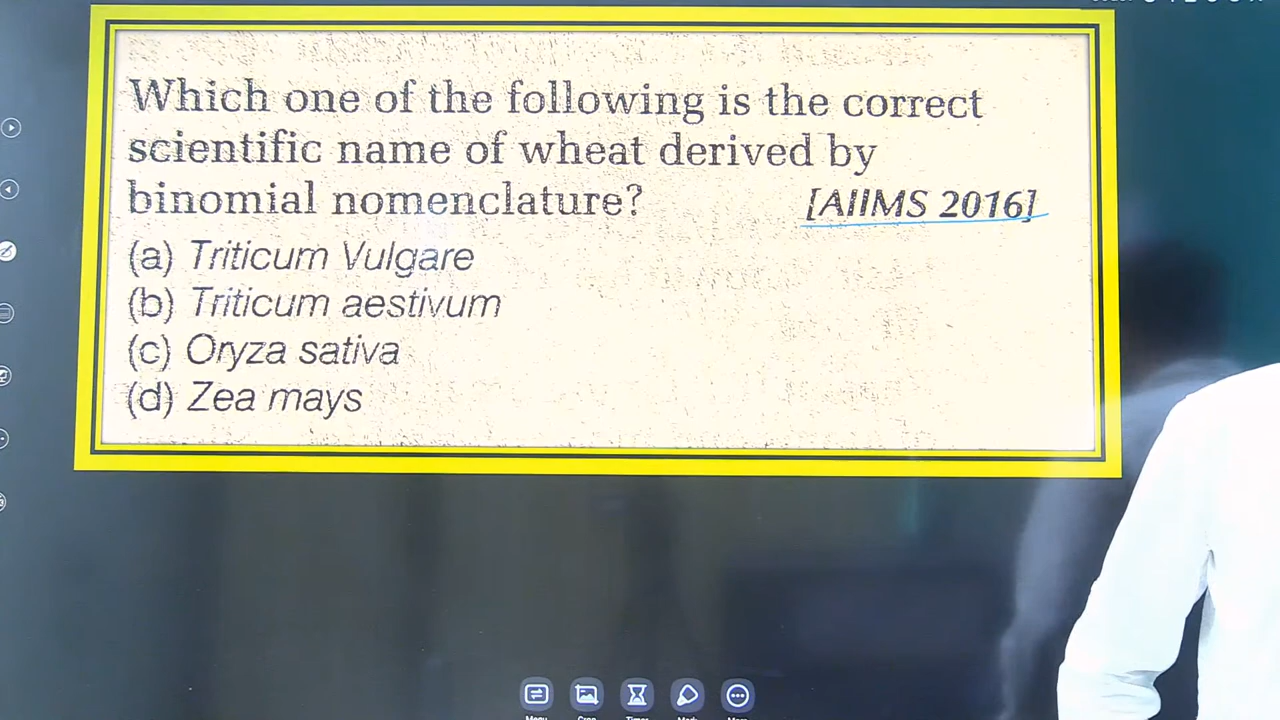 Which one of the following is the correct
scientific name of wheat derived by
binomial nomenclature? [AIIMS 2016]
(a) Triticum Vulgare
(b) Triticum aestivum
(c) Oryza sativa
(d) Zea mays